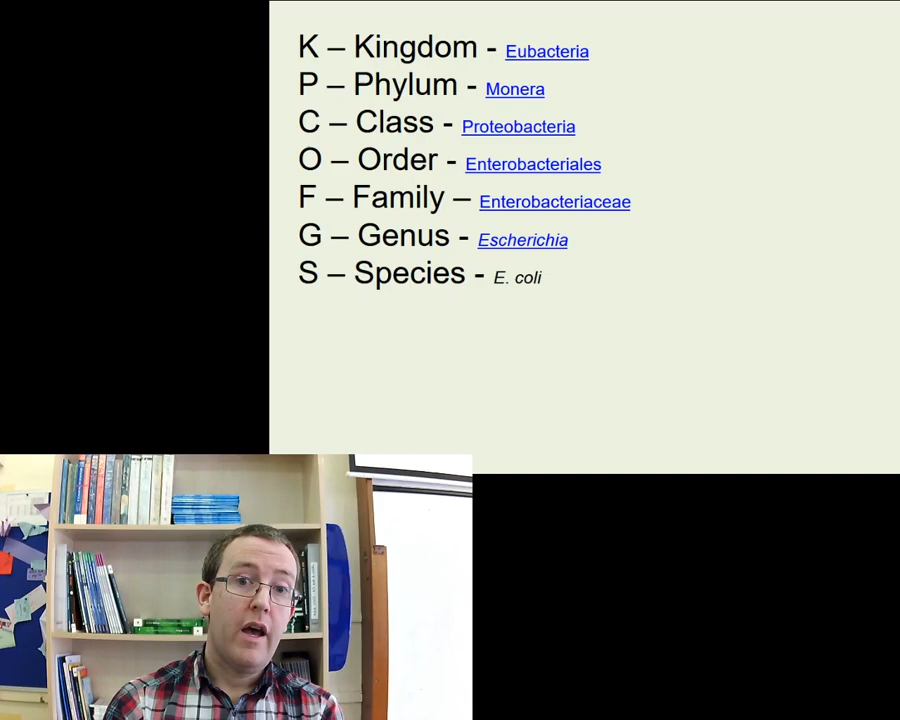 K – Kingdom - Eubacteria
P – Phylum - Monera
C – Class - Proteobacteria
O – Order - Enterobacteriales
F – Family – Enterobacteriaceae
G – Genus - Escherichia
S – Species - E. coli